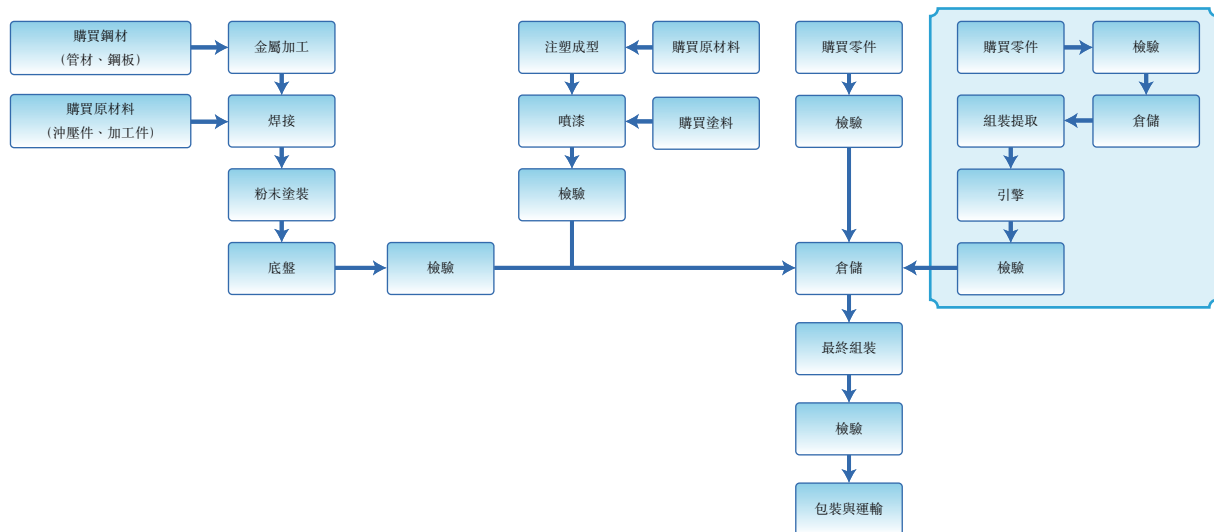 購買鋼材
(管材、鋼板)
金屬加工
購買原材料
(沖壓件、加工件)
焊接
粉末塗裝
底盤
檢驗
注塑成型
購買原材料
噴漆
購買塗料
檢驗
購買零件
檢驗
倉儲
最終組裝
檢驗
包裝與運輸
購買零件
檢驗
組裝提取
倉儲
引擎
檢驗